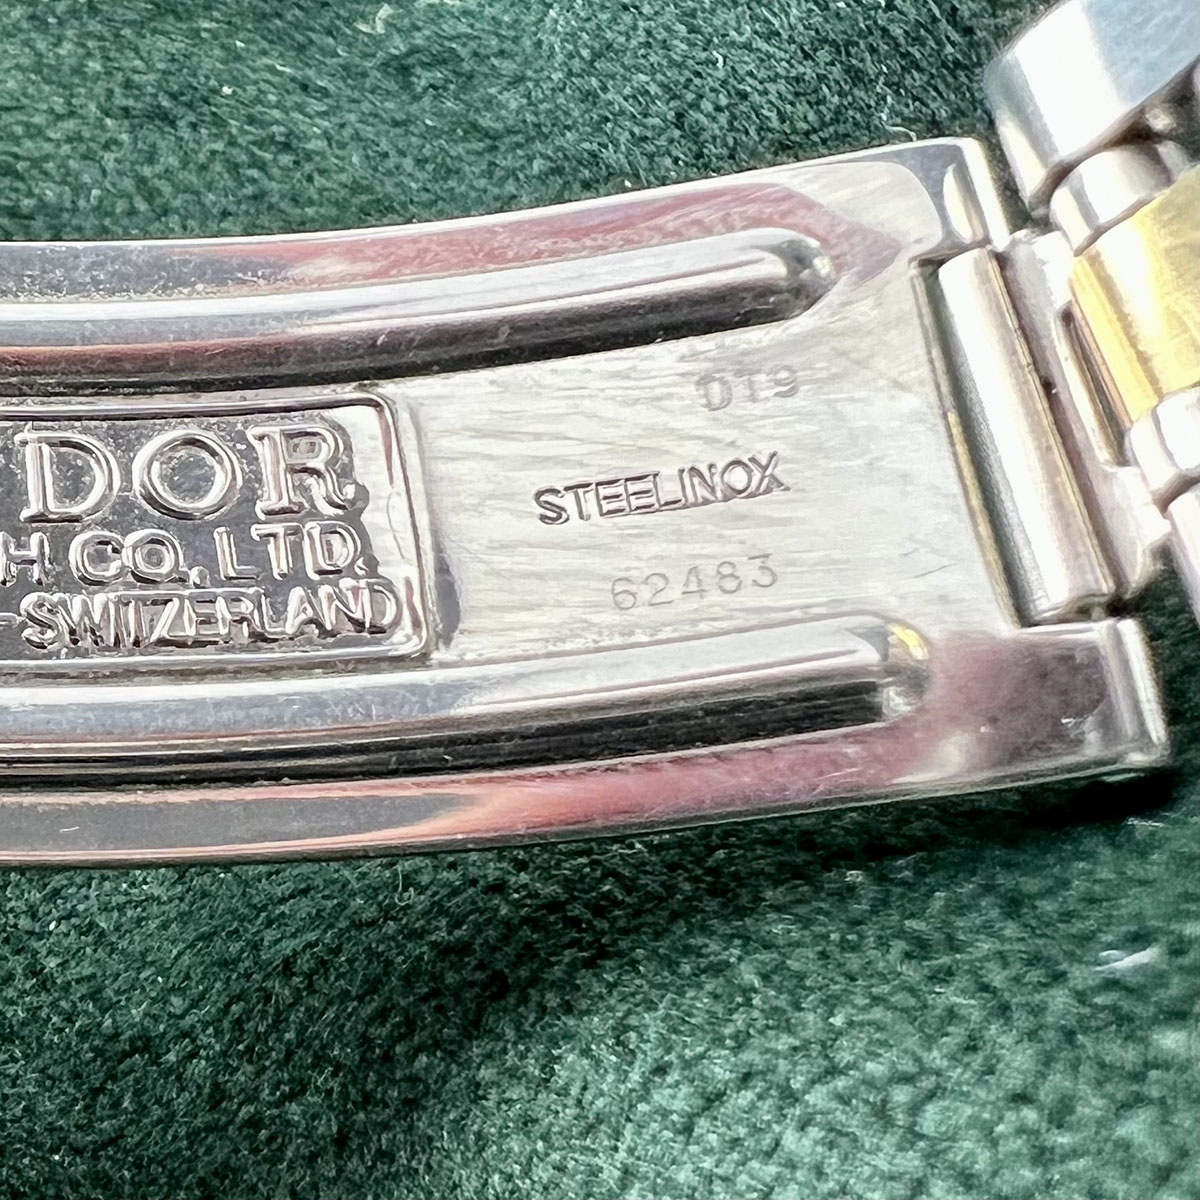 DOR
H CO. LTD.
-SWITZERLAND
DT9
STEELINOX
62483